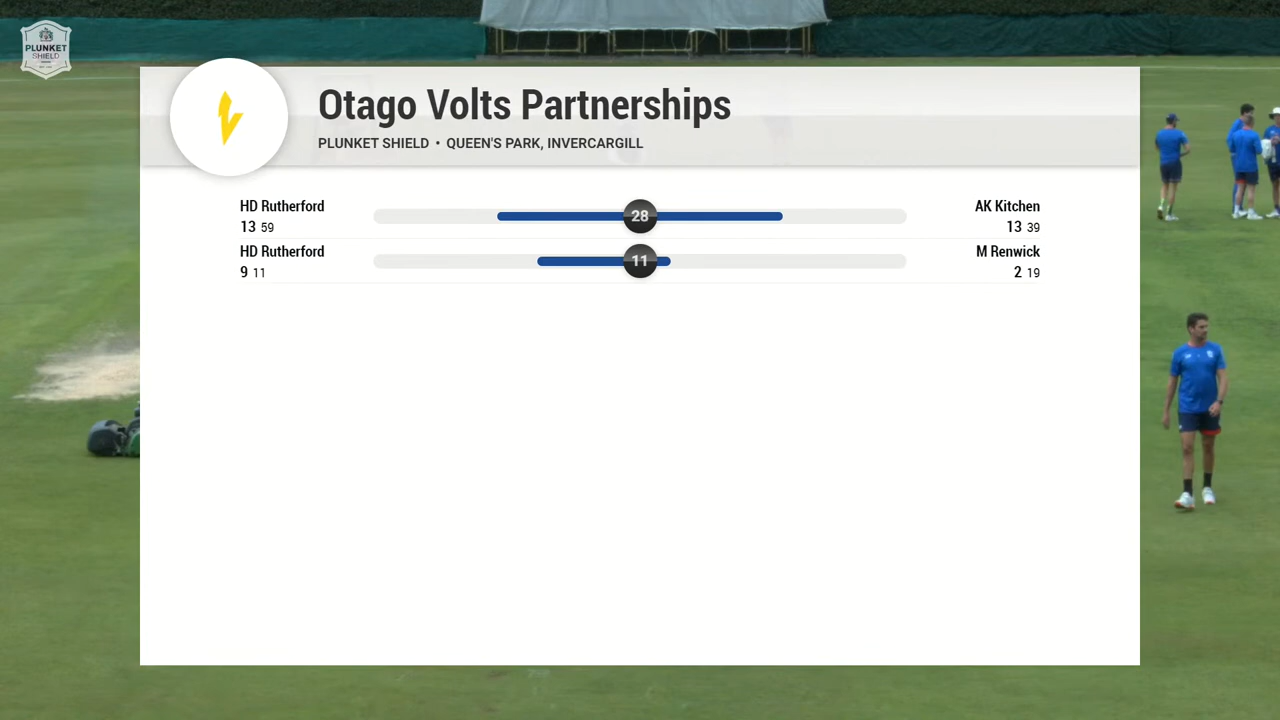 PLUNKET
SHIELD
Otago Volts Partnerships
PLUNKET SHIELD • QUEEN'S PARK, INVERCARGILL
HD Rutherford
13 59
28
AK Kitchen
13 39
HD Rutherford
9 11
11
M Renwick
2 19